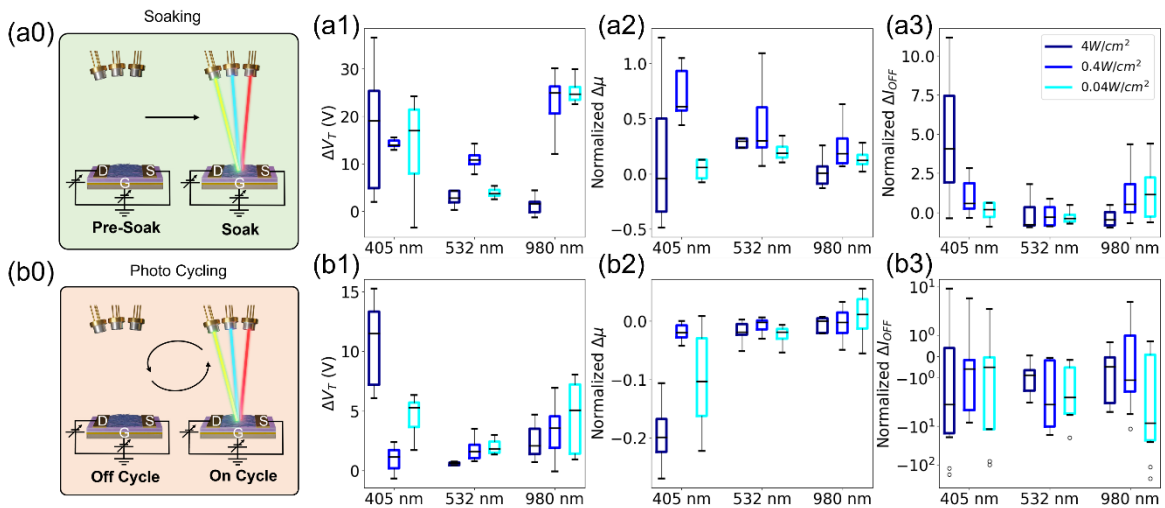 Soaking
(a0)
D
S
G
D
S
G
Pre-Soak
Soak
(a1)
ΔV_T (V)
30
20
10
0
405 nm
532 nm
980 nm
(a2)
Normalized Δμ
1.0
0.5
0.0
−0.5
405 nm
532 nm
980 nm
(a3)
Normalized ΔI_OFF
10.0
7.5
5.0
2.5
0.0
4W/cm²
0.4W/cm²
0.04W/cm²
405 nm
532 nm
980 nm
Photo Cycling
(b0)
D
S
G
D
S
G
Off Cycle
On Cycle
(b1)
ΔV_T (V)
15
10
5
0
405 nm
532 nm
980 nm
(b2)
Normalized Δμ
0.0
−0.1
−0.2
405 nm
532 nm
980 nm
(b3)
Normalized ΔI_OFF
10¹
10⁰
0
−10⁰
−10¹
−10²
405 nm
532 nm
980 nm